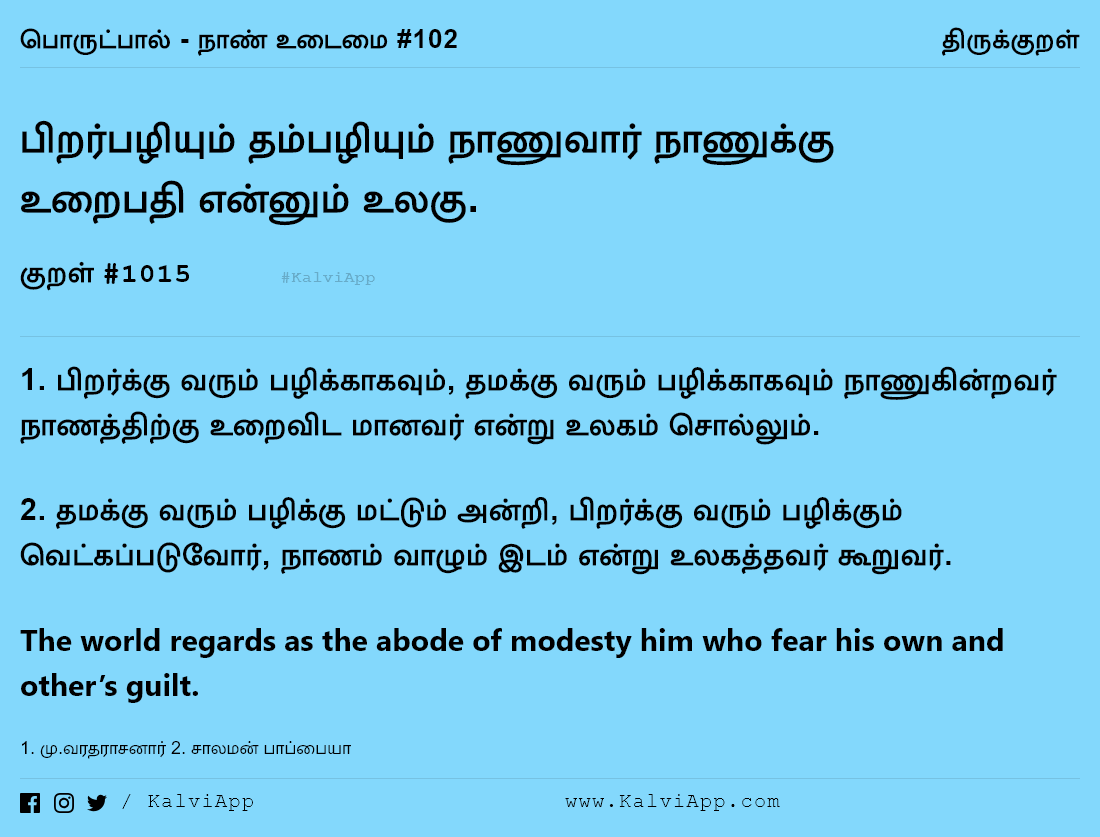 பொருட்பால் - நாண் உடைமை #102
திருக்குறள்
பிறர்பழியும் தம்பழியும் நாணுவார் நாணுக்கு
உறைபதி என்னும் உலகு.
குறள் #1015
#KalviApp
1. பிறர்க்கு வரும் பழிக்காகவும், தமக்கு வரும் பழிக்காகவும் நாணுகின்றவர்
நாணத்திற்கு உறைவிட மானவர் என்று உலகம் சொல்லும்.
2. தமக்கு வரும் பழிக்கு மட்டும் அன்றி, பிறர்க்கு வரும் பழிக்கும்
வெட்கப்படுவோர், நாணம் வாழும் இடம் என்று உலகத்தவர் கூறுவர்.
The world regards as the abode of modesty him who fear his own and
other’s guilt.
1. மு.வரதராசனார் 2. சாலமன் பாப்பையா
/ KalviApp
www.KalviApp.com